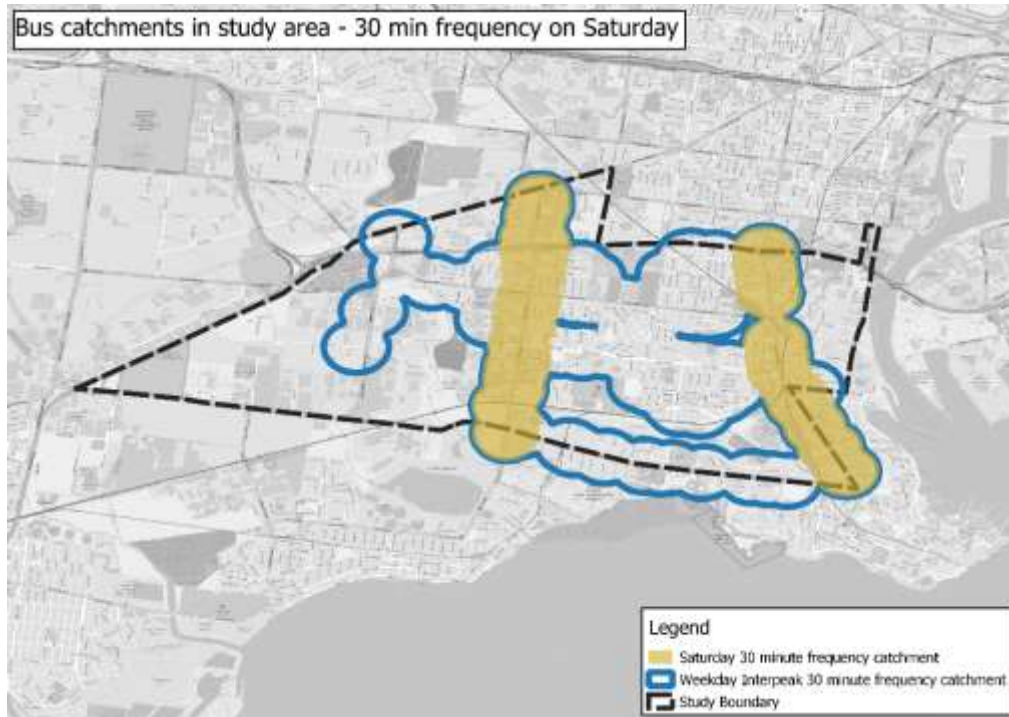 Bus catchments in study area - 30 min frequency on Saturday
Legend
Saturday 30 minute frequency catchment
Weekday Interpeak 30 minute frequency catchment
Study Boundary